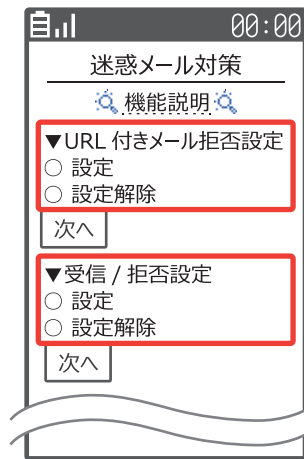 00:00
迷惑メール対策
機能説明
▼URL 付きメール拒否設定
○ 設定
○ 設定解除
次へ
▼受信 / 拒否設定
○ 設定
○ 設定解除
次へ